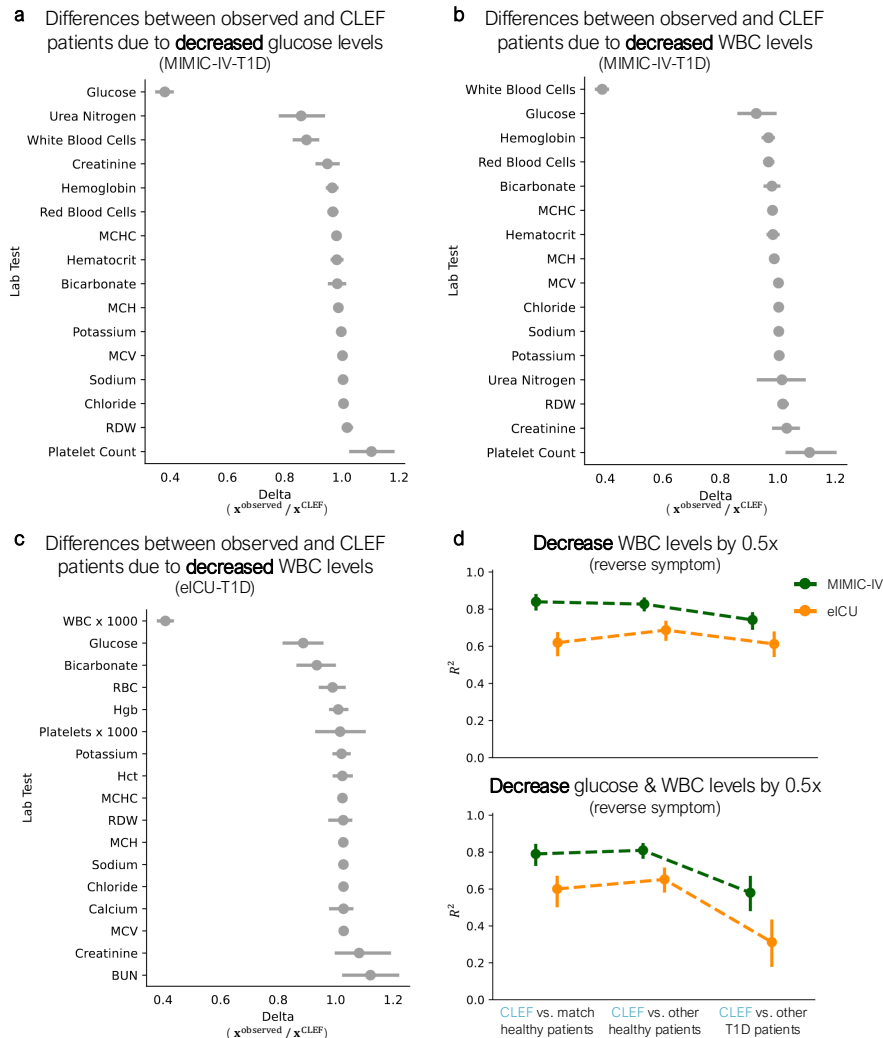 a
Differences between observed and CLEF
patients due to decreased glucose levels
(MIMIC-IV-T1D)
Lab Test
Glucose
Urea Nitrogen
White Blood Cells
Creatinine
Hemoglobin
Red Blood Cells
MCHC
Hematocrit
Bicarbonate
MCH
Potassium
MCV
Sodium
Chloride
RDW
Platelet Count
0.4 0.6 0.8 1.0 1.2
Delta
( x^observed / x^CLEF )
b
Differences between observed and CLEF
patients due to decreased WBC levels
(MIMIC-IV-T1D)
Lab Test
White Blood Cells
Glucose
Hemoglobin
Red Blood Cells
Bicarbonate
MCHC
Hematocrit
MCH
MCV
Chloride
Sodium
Potassium
Urea Nitrogen
RDW
Creatinine
Platelet Count
0.4 0.6 0.8 1.0 1.2
Delta
( x^observed / x^CLEF )
c
Differences between observed and CLEF
patients due to decreased WBC levels
(eICU-T1D)
Lab Test
WBC x 1000
Glucose
Bicarbonate
RBC
Hgb
Platelets x 1000
Potassium
Hct
MCHC
RDW
MCH
Sodium
Chloride
Calcium
MCV
Creatinine
BUN
0.4 0.6 0.8 1.0 1.2
Delta
( x^observed / x^CLEF )
d
Decrease WBC levels by 0.5x
(reverse symptom)
MIMIC-IV
eICU
R²
1.0
0.8
0.6
0.4
0.2
0.0
Decrease glucose & WBC levels by 0.5x
(reverse symptom)
R²
1.0
0.8
0.6
0.4
0.2
0.0
CLEF vs. match
healthy patients
CLEF vs. other
healthy patients
CLEF vs. other
T1D patients